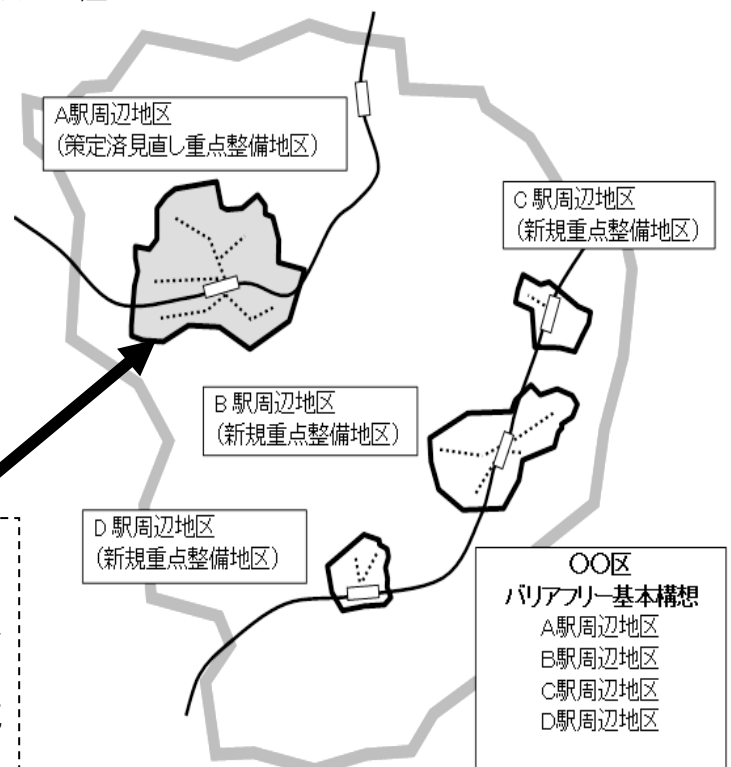 A駅周辺地区
(策定済見直し重点整備地区)
C駅周辺地区
(新規重点整備地区)
B駅周辺地区
(新規重点整備地区)
D駅周辺地区
(新規重点整備地区)
〇〇区
バリアフリー基本構想
A駅周辺地区
B駅周辺地区
C駅周辺地区
D駅周辺地区